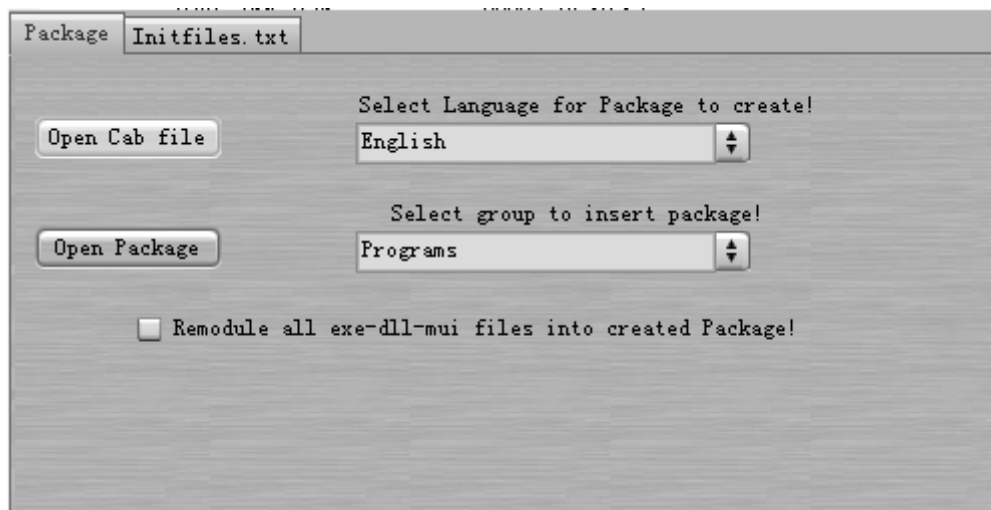 Package
Initfiles.txt
Select Language for Package to create!
Open Cab file
English
Select group to insert package!
Open Package
Programs
Remodule all exe-dll-mui files into created Package!